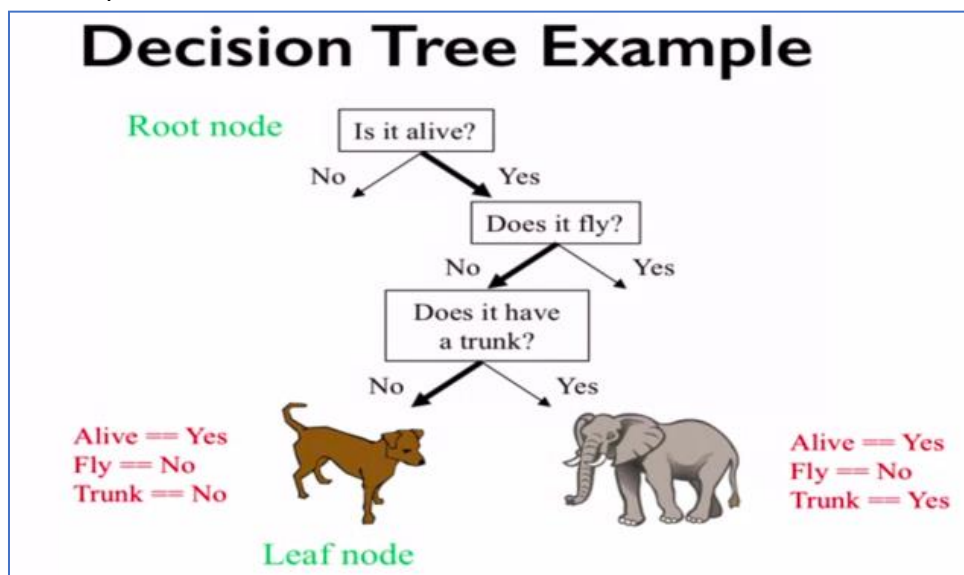 Decision Tree Example
Root node
Is it alive?
No
Yes
Does it fly?
No
Yes
Does it have
a trunk?
No
Yes
Alive == Yes
Fly == No
Trunk == No
Alive == Yes
Fly == No
Trunk == Yes
Leaf node